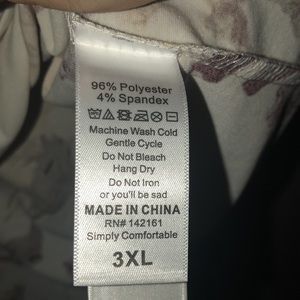 96% Polyester
4% Spandex
Machine Wash Cold
Gentle Cycle
Do Not Bleach
Hang Dry
Do Not Iron
or you'll be sad
MADE IN CHINA
RN# 142161
Simply Comfortable
3XL